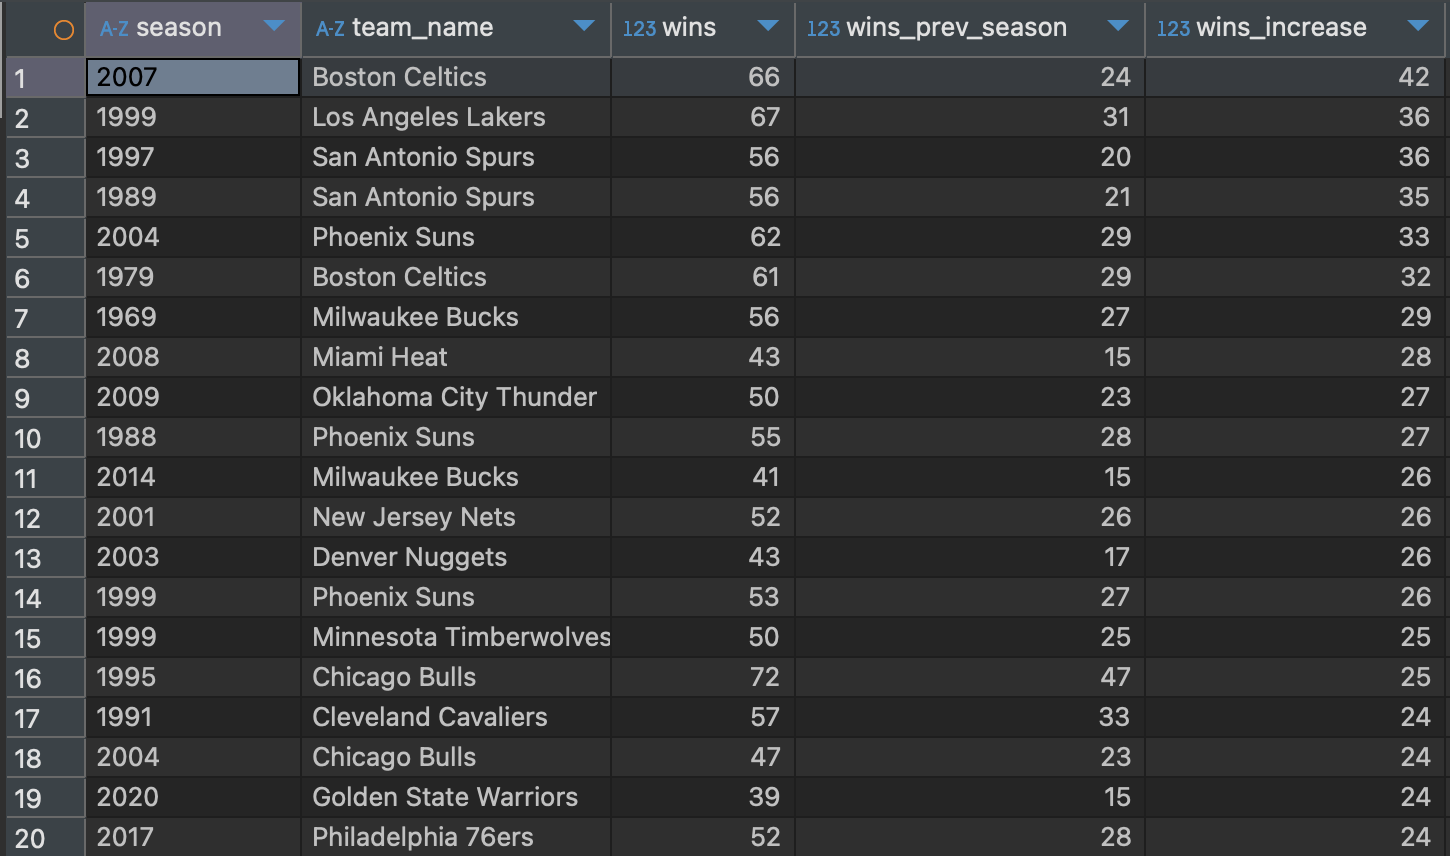 A-Z season A-Z team_name 123 wins 123 wins_prev_season 123 wins_increase
1 2007 Boston Celtics 66 24 42
2 1999 Los Angeles Lakers 67 31 36
3 1997 San Antonio Spurs 56 20 36
4 1989 San Antonio Spurs 56 21 35
5 2004 Phoenix Suns 62 29 33
6 1979 Boston Celtics 61 29 32
7 1969 Milwaukee Bucks 56 27 29
8 2008 Miami Heat 43 15 28
9 2009 Oklahoma City Thunder 50 23 27
10 1988 Phoenix Suns 55 28 27
11 2014 Milwaukee Bucks 41 15 26
12 2001 New Jersey Nets 52 26 26
13 2003 Denver Nuggets 43 17 26
14 1999 Phoenix Suns 53 27 26
15 1999 Minnesota Timberwolves 50 25 25
16 1995 Chicago Bulls 72 47 25
17 1991 Cleveland Cavaliers 57 33 24
18 2004 Chicago Bulls 47 23 24
19 2020 Golden State Warriors 39 15 24
20 2017 Philadelphia 76ers 52 28 24